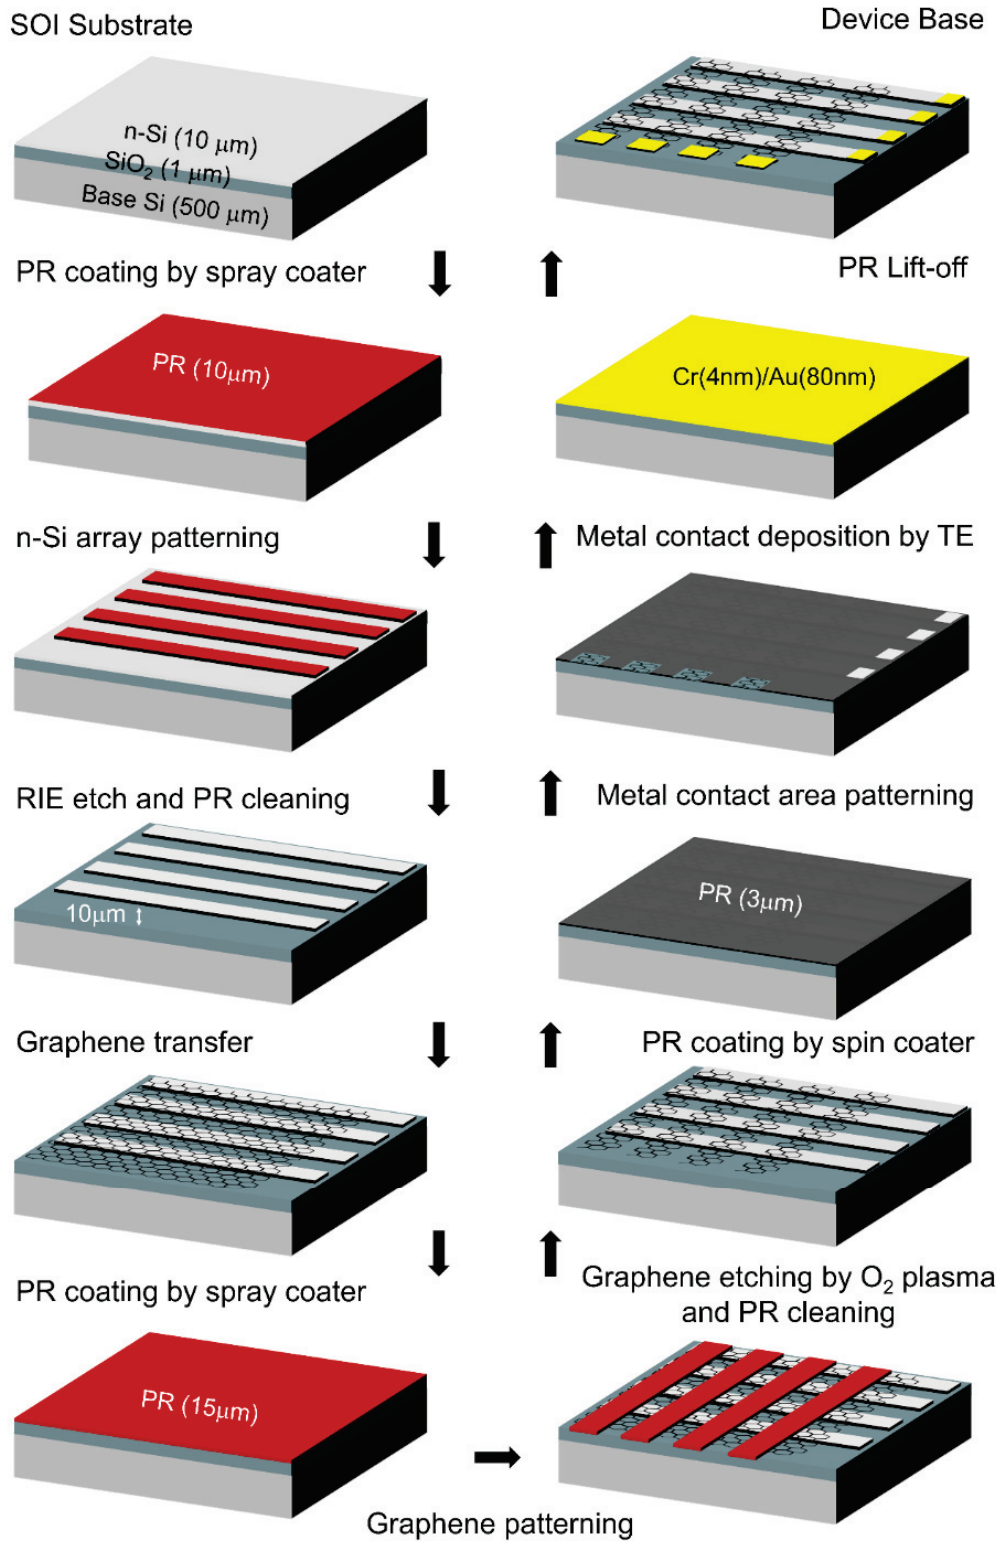 SOI Substrate
n-Si (10 μm)
SiO₂ (1 μm)
Base Si (500 μm)
PR coating by spray coater
PR (10μm)
n-Si array patterning
RIE etch and PR cleaning
10μm
Graphene transfer
PR coating by spray coater
PR (15μm)
Graphene patterning
Graphene etching by O₂ plasma
and PR cleaning
PR coating by spin coater
PR (3μm)
Metal contact area patterning
Metal contact deposition by TE
Cr(4nm)/Au(80nm)
PR Lift-off
Device Base